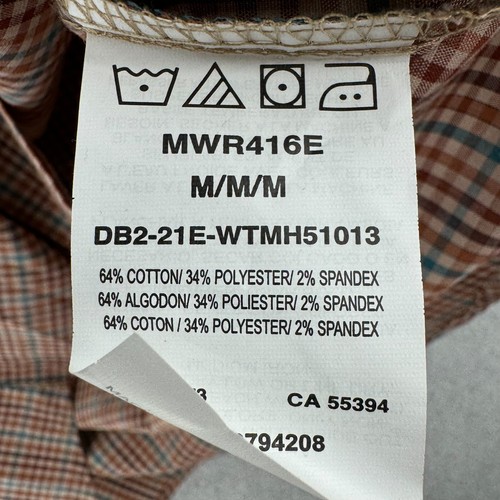 MWR416E
M/M/M
DB2-21E-WTMH51013
64% COTTON/ 34% POLYESTER/ 2% SPANDEX
64% ALGODON/ 34% POLIESTER/ 2% SPANDEX
64% COTON / 34% POLYESTER/ 2% SPANDEX
CA 55394
794208